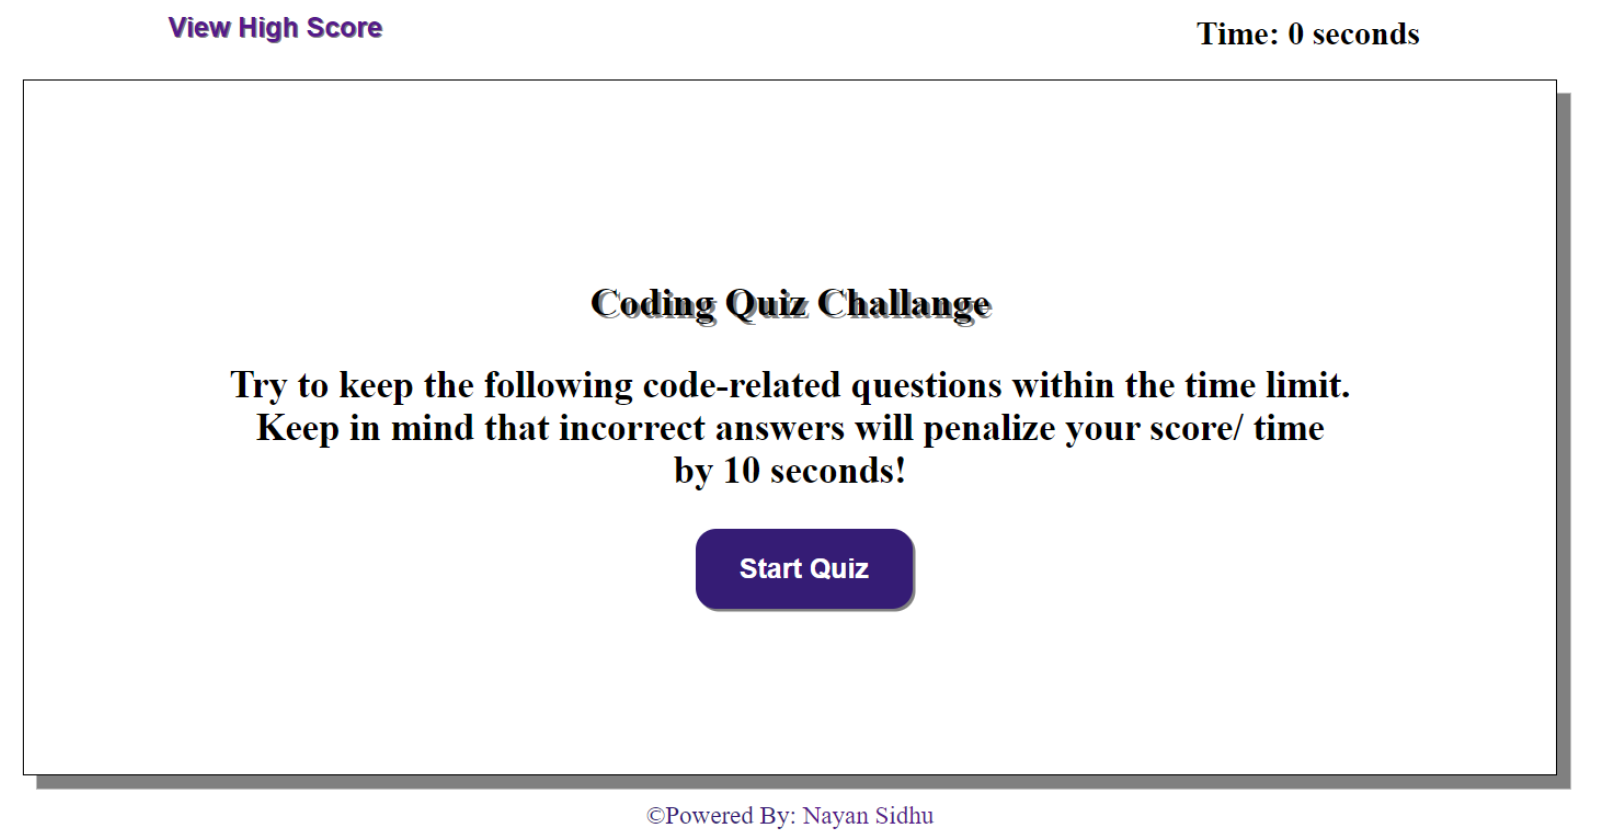 View High Score
Time: 0 seconds
Coding Quiz Challange
Try to keep the following code-related questions within the time limit.
Keep in mind that incorrect answers will penalize your score/ time
by 10 seconds!
Start Quiz
©Powered By: Nayan Sidhu